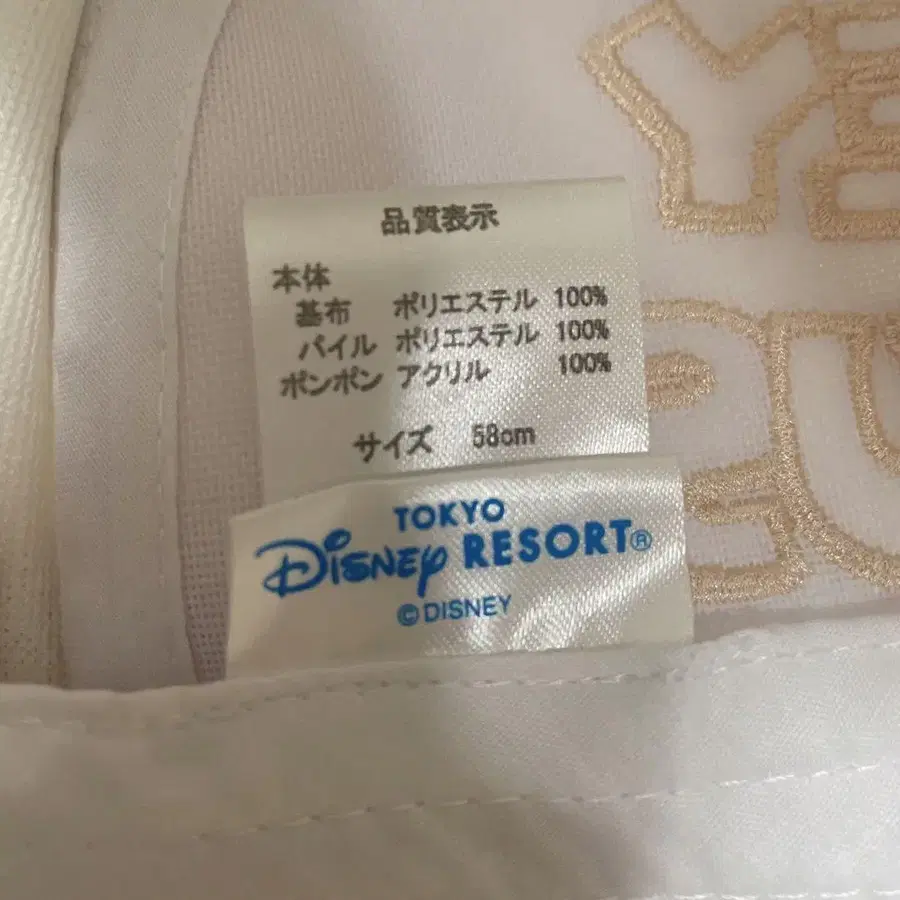 品質表示
本体
基布 ポリエステル 100%
パイル ポリエステル 100%
ポンポン アクリル 100%
サイズ 58cm
TOKYO
Disney RESORT®
© DISNEY